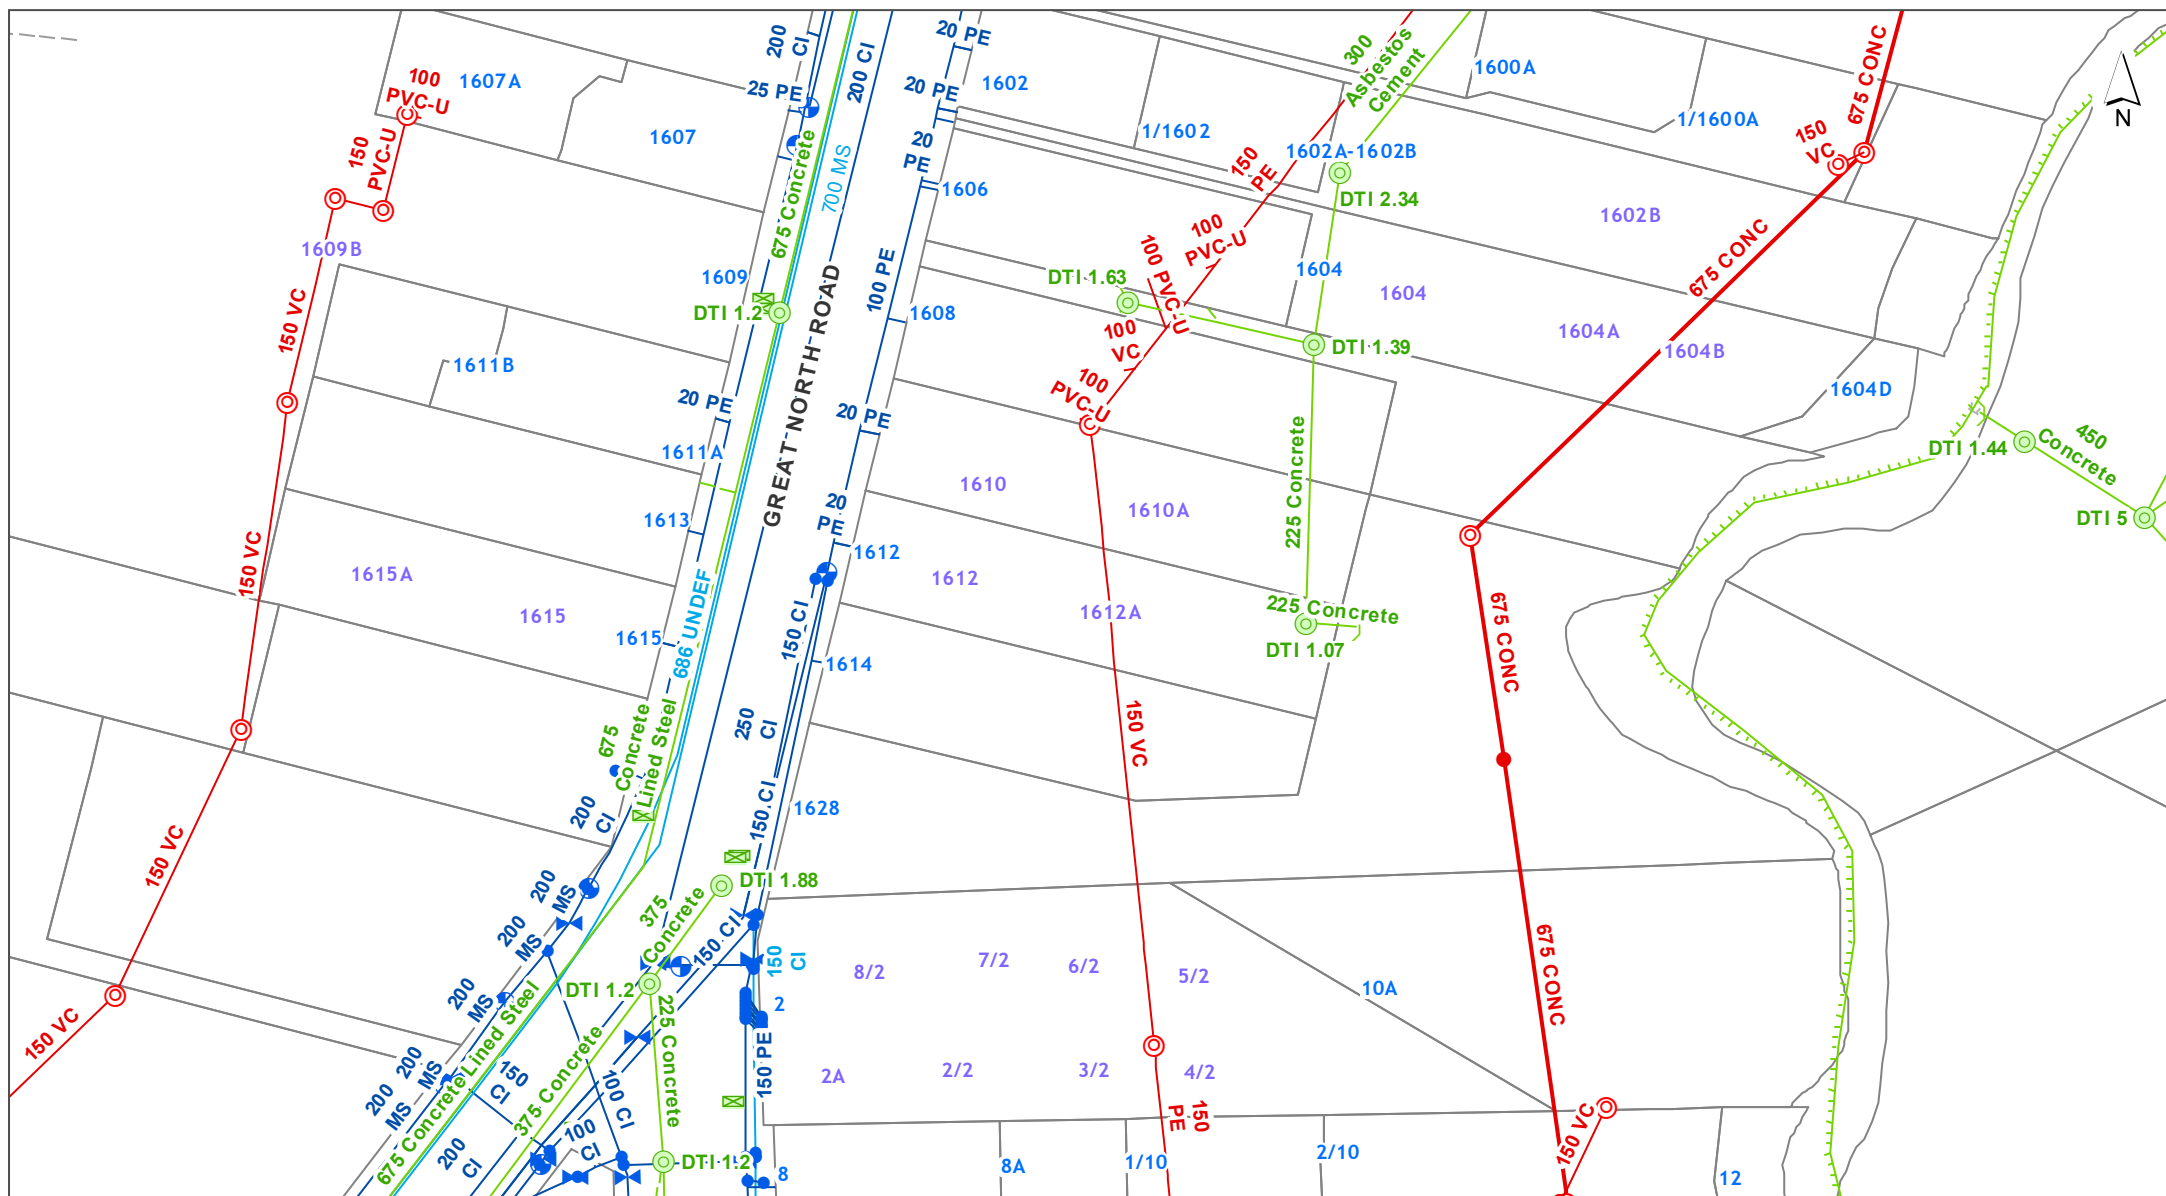 200
CI
20 PE
200 CI
675 CONC
300
Asbestos
Cement
1600A
100
PVC-U
1607A
25 PE
20 PE
1602
1607
20
PE
1/1602
1/1600A
150
VC
N
150
PVC-U
675 Concrete
700 MS
1606
150
PE
1602A-1602B
DTI 2.34
1602B
1609B
1609
100
PVC-U
100 PVC-U
DTI 1.63
1604
1604
675 CONC
100 PE
DTI 1.2
GREAT NORTH ROAD
1608
150 VC
100
VC
DTI 1.39
1604A
1604B
1611B
100
PVC-U
1604D
20 PE
20 PE
1611A
225 Concrete
DTI 1.44
450
Concrete
1610
1610A
20
PE
1613
DTI 5
1612
150 VC
1615A
1612
1615
686 UNDEF
1615
1612A
225 Concrete
DTI 1.07
675 CONC
150 CI
1614
675
Concrete
Lined Steel
250
CI
150 VC
200
CI
150 CI
1628
150 VC
200
MS
DTI 1.88
375
Concrete
200
MS
150 CI
150
CI
8/2
7/2
6/2
5/2
10A
675 CONC
200
MS
DTI 1.2
2
150 VC
675 Concrete Lined Steel
375 Concrete
225 Concrete
200
MS
150
CI
100 CI
150 PE
2A
2/2
3/2
4/2
200
MS
150
PE
200
CI
100
CI
DTI 1.2
8
8A
1/10
2/10
150 VC
12